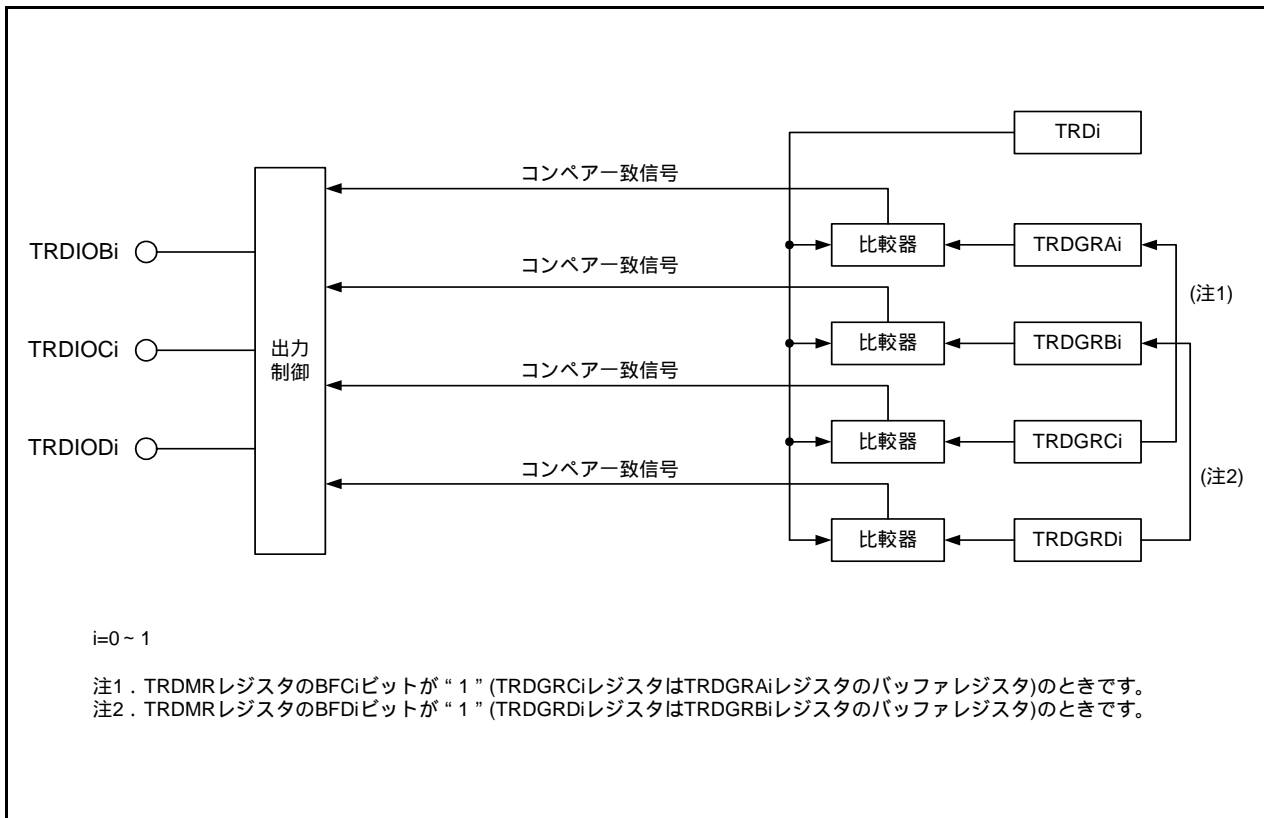 TRDi
コンペア一致信号
TRDIOBi
比較器
TRDGRAi
コンペア一致信号
(注1)
TRDIOCi
出力
制御
比較器
TRDGRBi
コンペア一致信号
TRDIODi
比較器
TRDGRCi
コンペア一致信号
(注2)
比較器
TRDGRDi
i=0~1
注1．TRDMRレジスタのBFCiビットが“1”(TRDGRCiレジスタはTRDGRAiレジスタのバッファレジスタ)のときです。
注2．TRDMRレジスタのBFDiビットが“1”(TRDGRDiレジスタはTRDGRBiレジスタのバッファレジスタ)のときです。